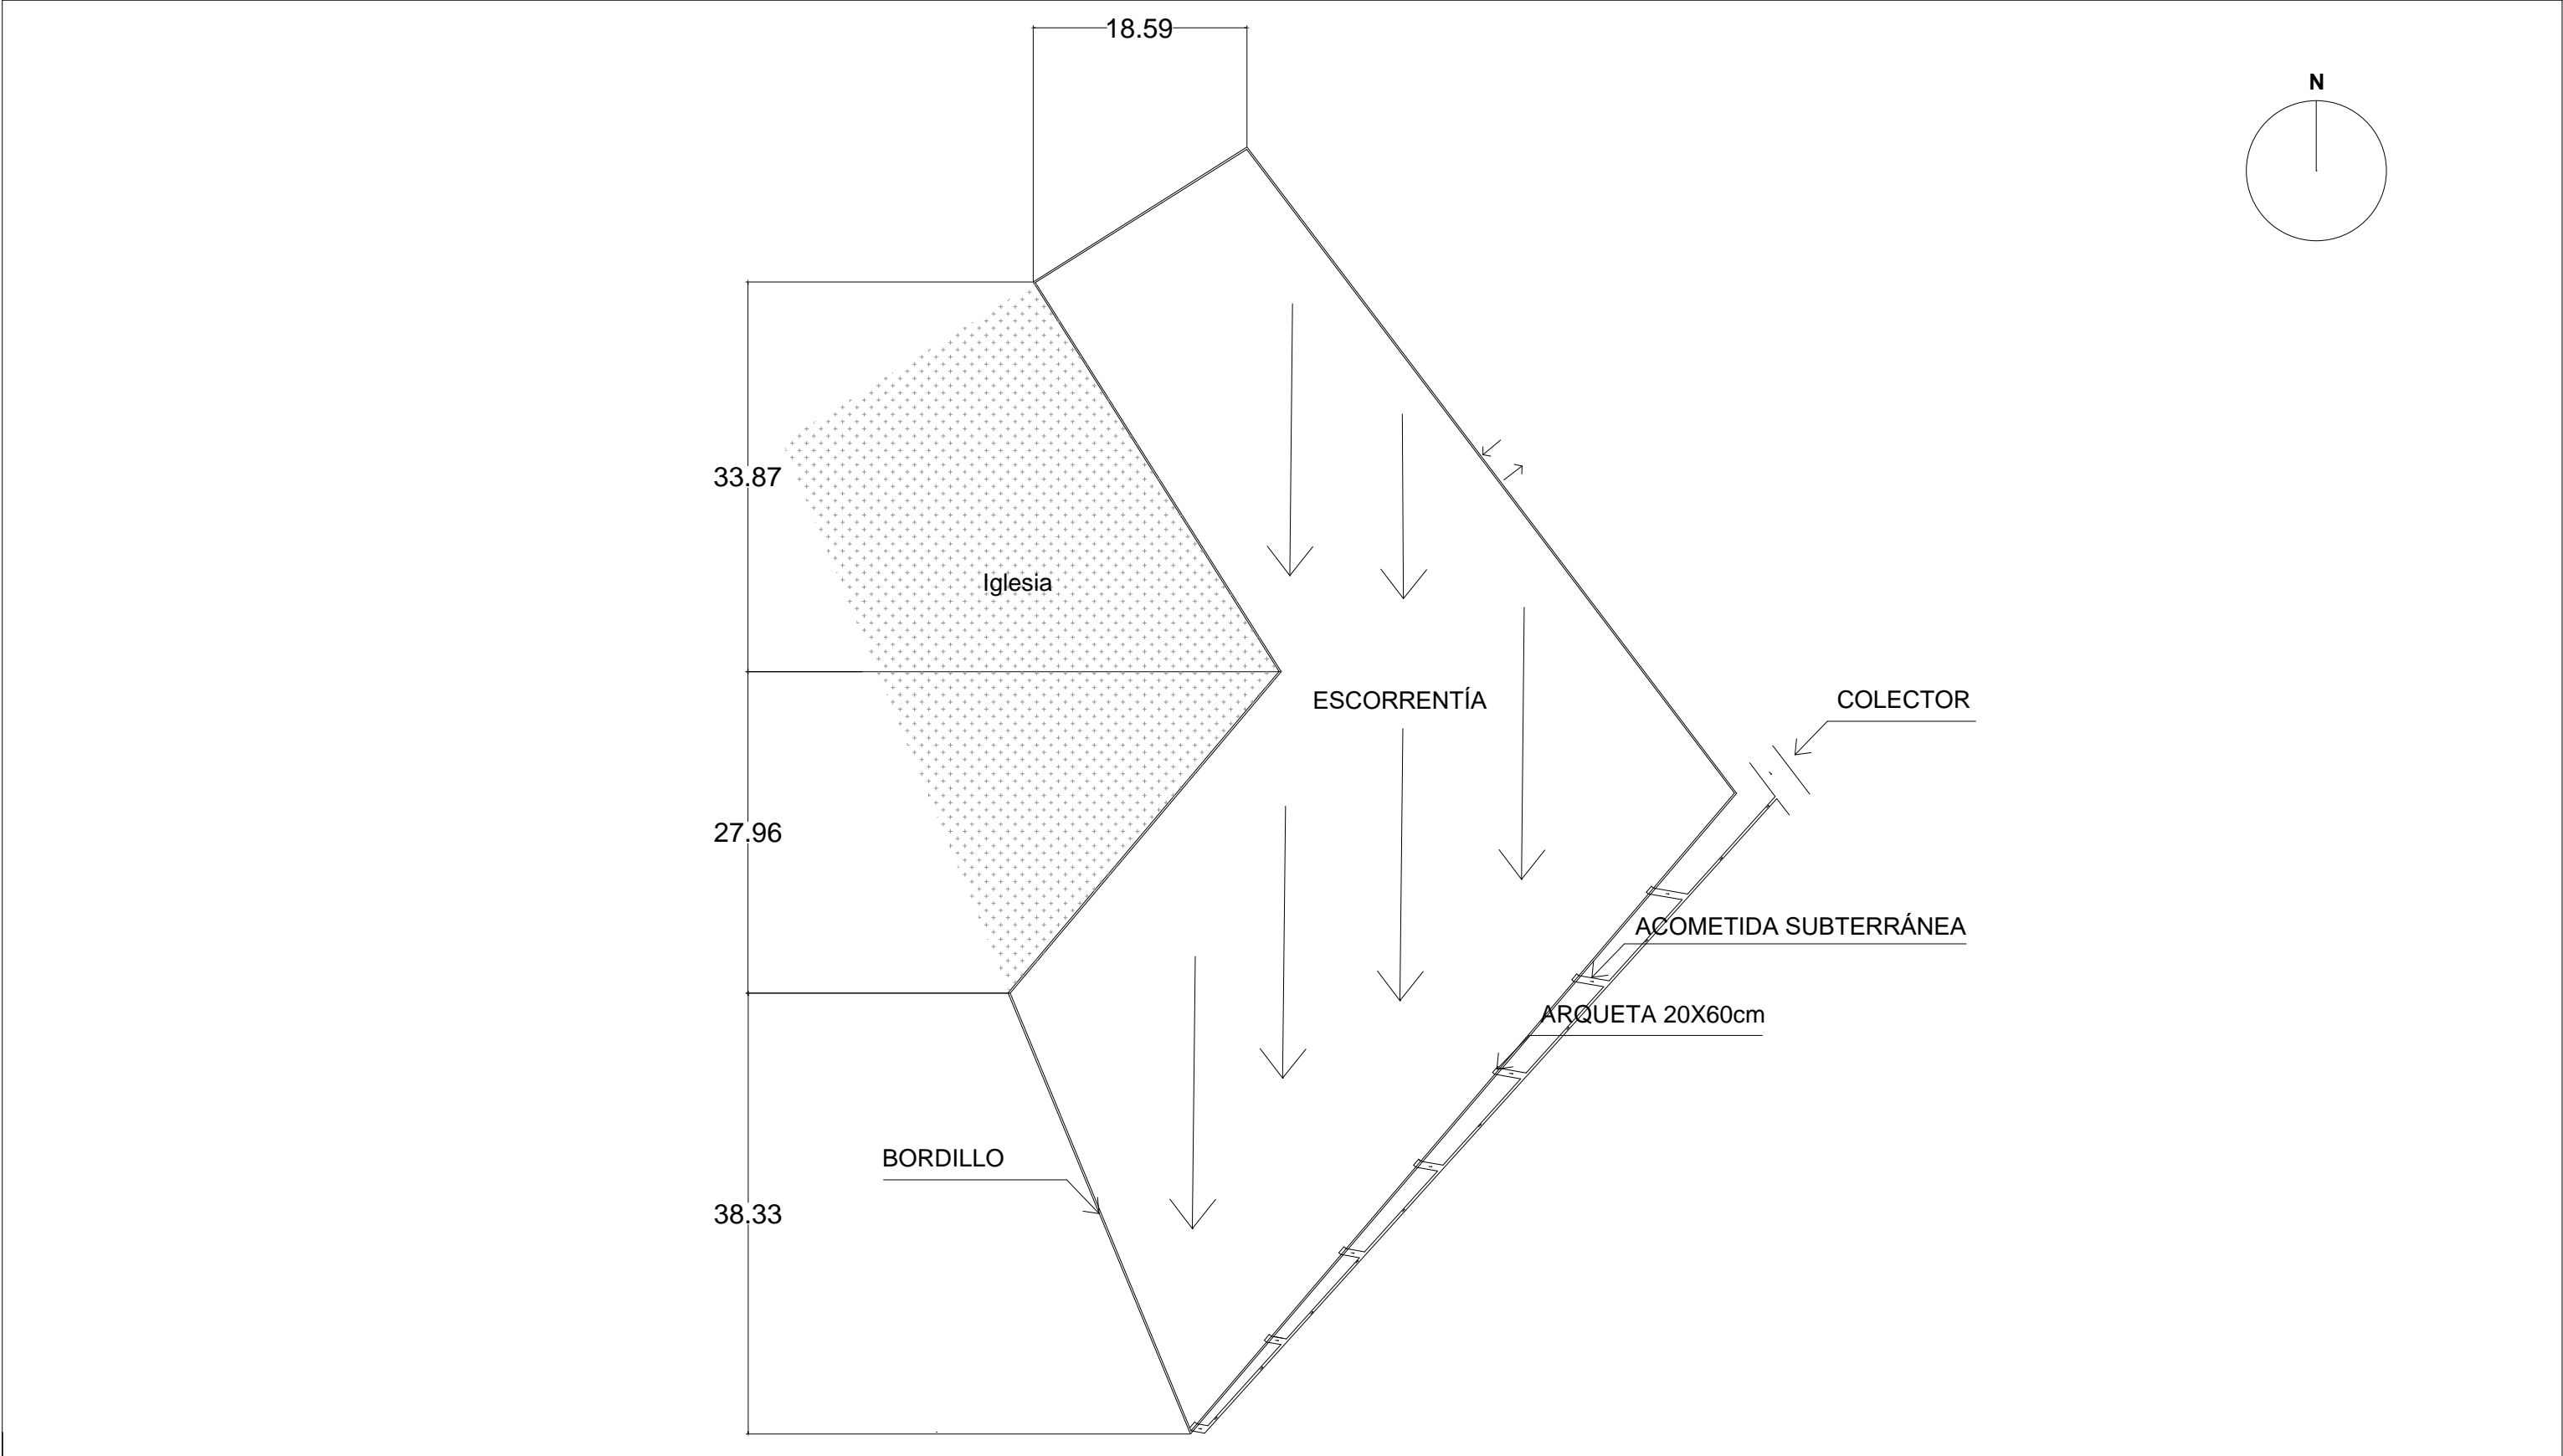 18.59
N
33.87
Iglesia
ESCORRENTÍA
COLECTOR
27.96
ACOMETIDA SUBTERRÁNEA
ARQUETA 20X60cm
BORDILLO
38.33